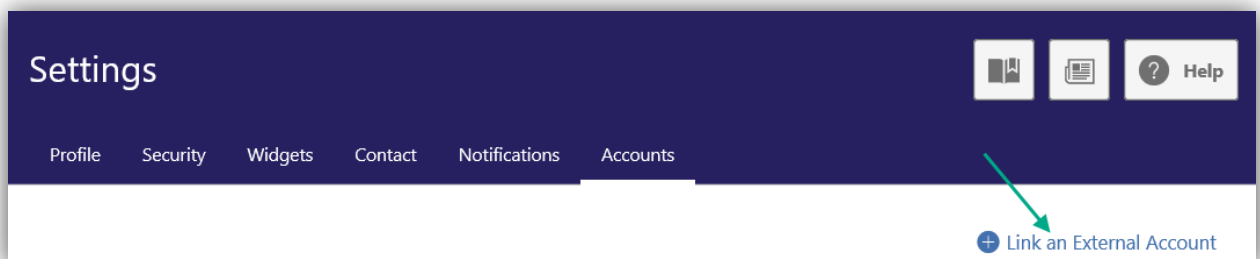 Settings
? Help
Profile Security Widgets Contact Notifications Accounts
Link an External Account